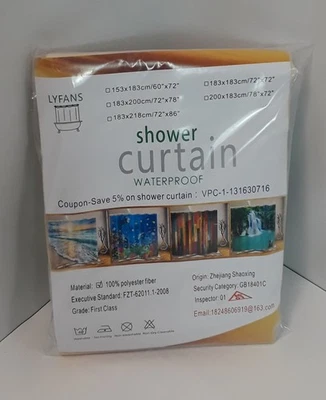 LYFANS
□153x183cm/60"x72"
□183x183cm/72"x72"
□183x200cm/72"x78"
□200x183cm/78"x72"
□183x218cm/72"x86"
shower
curtain
WATERPROOF
Coupon-Save 5% on shower curtain : VPC-1-131630716
Material: ☑ 100% polyester fiber
Executive Standard: FZT-62011.1-2008
Grade: First Class
Origin: Zhejiang Shaoxing
Security Category: GB18401C
Inspector: 01
Email:18248606919@163.com